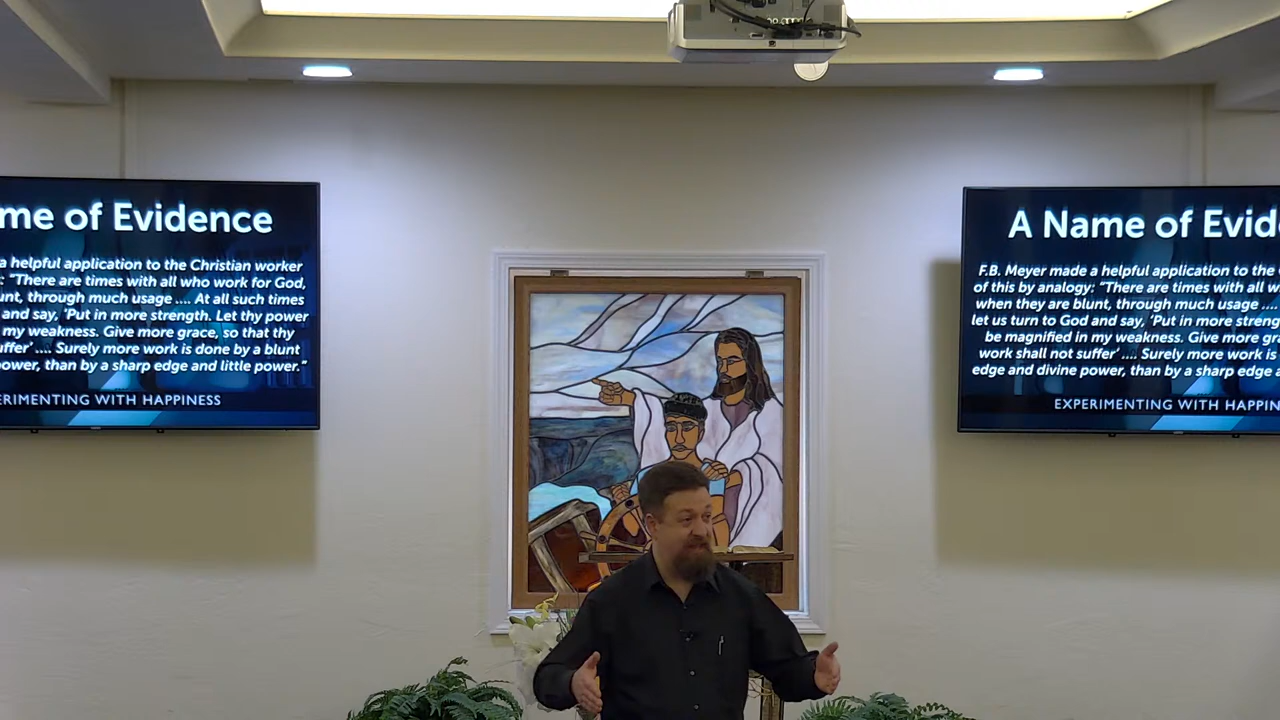 me of Evidence
a helpful application to the Christian worker
: "There are times with all who work for God,
unt, through much usage .... At all such times
and say, 'Put in more strength. Let thy power
my weakness. Give more grace, so that thy
uffer' .... Surely more work is done by a blunt
ower, than by a sharp edge and little power."
ERIMENTING WITH HAPPINESS
A Name of Evid
F.B. Meyer made a helpful application to the
of this by analogy: "There are times with all w
when they are blunt, through much usage ....
let us turn to God and say, 'Put in more streng
be magnified in my weakness. Give more gra
work shall not suffer' .... Surely more work is
edge and divine power, than by a sharp edge a
EXPERIMENTING WITH HAPPIN